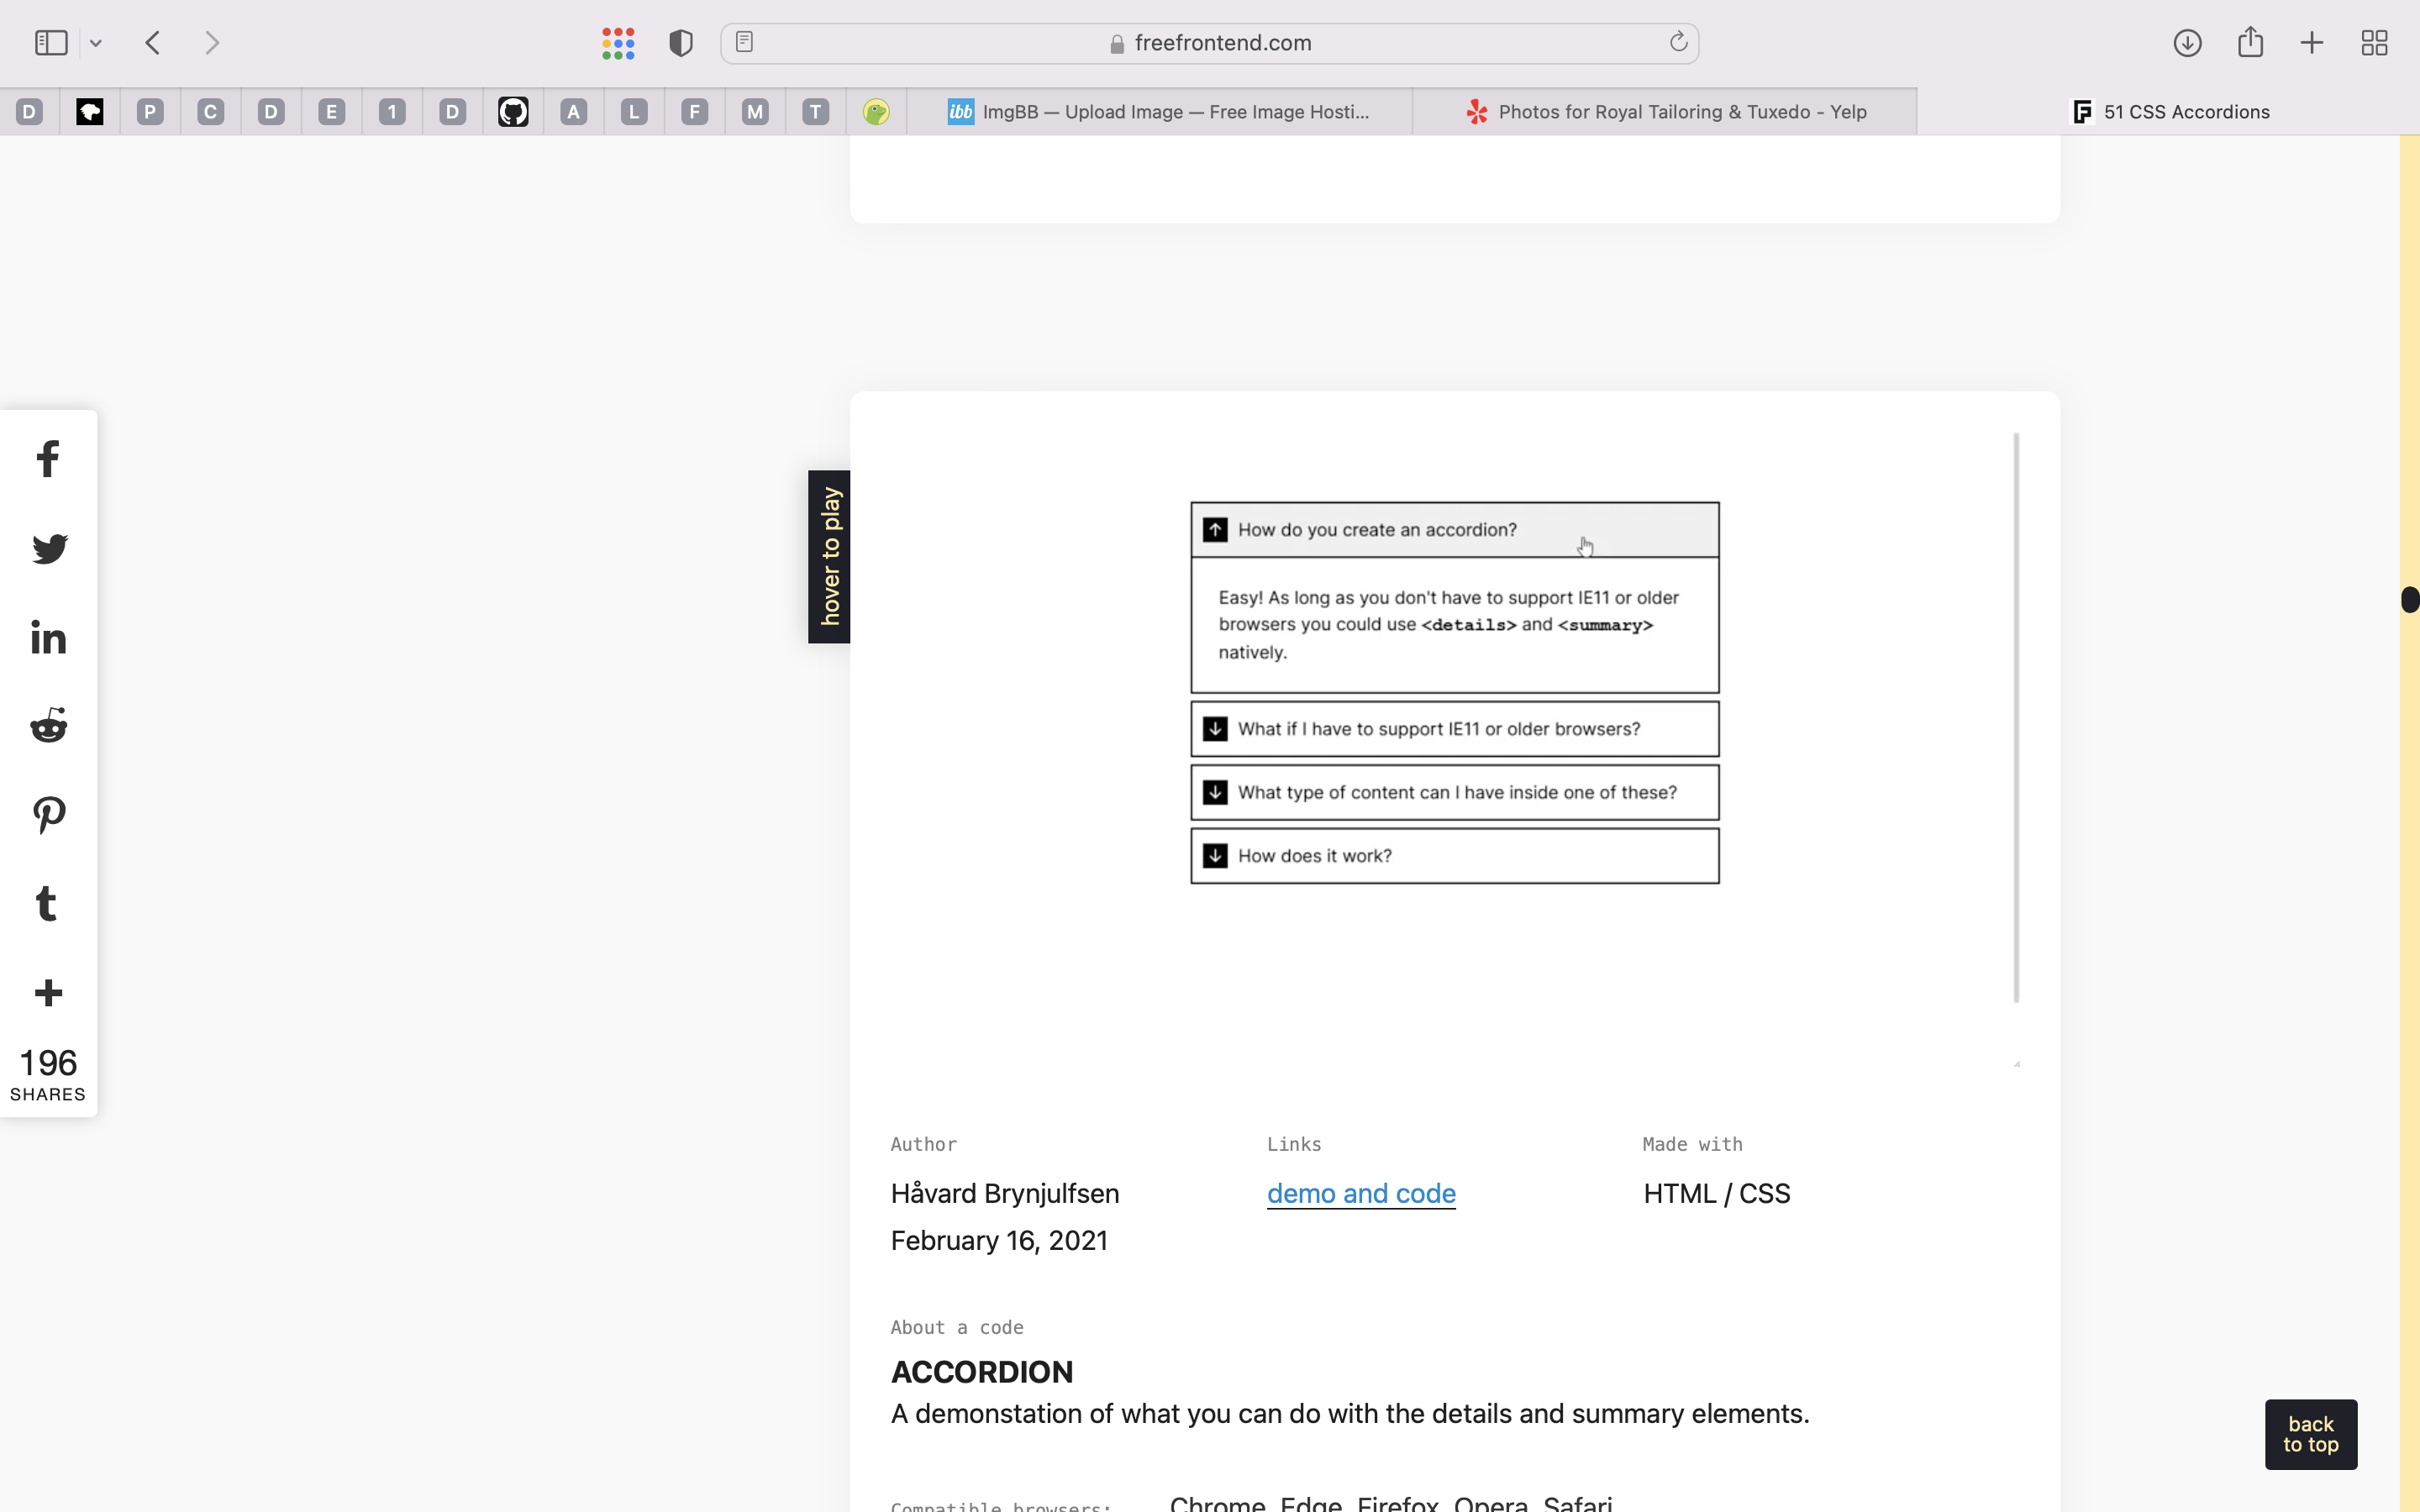 freefrontend.com
D
P
C
D
E
1
D
A
L
F
M
T
ibb ImgBB — Upload Image — Free Image Hosti...
Photos for Royal Tailoring & Tuxedo - Yelp
F 51 CSS Accordions
hover to play
How do you create an accordion?
Easy! As long as you don't have to support IE11 or older
browsers you could use <details> and <summary>
natively.
What if I have to support IE11 or older browsers?
What type of content can I have inside one of these?
How does it work?
196
SHARES
Author
Links
Made with
Håvard Brynjulfsen
demo and code
HTML / CSS
February 16, 2021
About a code
ACCORDION
A demonstation of what you can do with the details and summary elements.
back
to top
Compatible browsers:
Chrome, Edge, Firefox, Opera, Safari